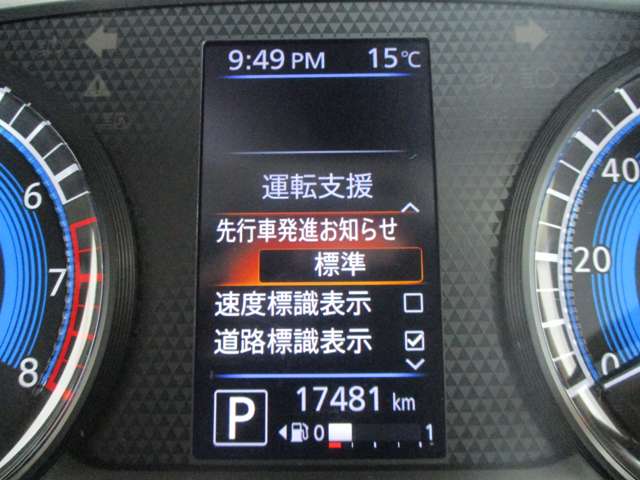 9:49 PM 15℃
運転支援
先行車発進お知らせ
標準
速度標識表示
道路標識表示
P 17481 km
0 1
6
7
8
40
20
0